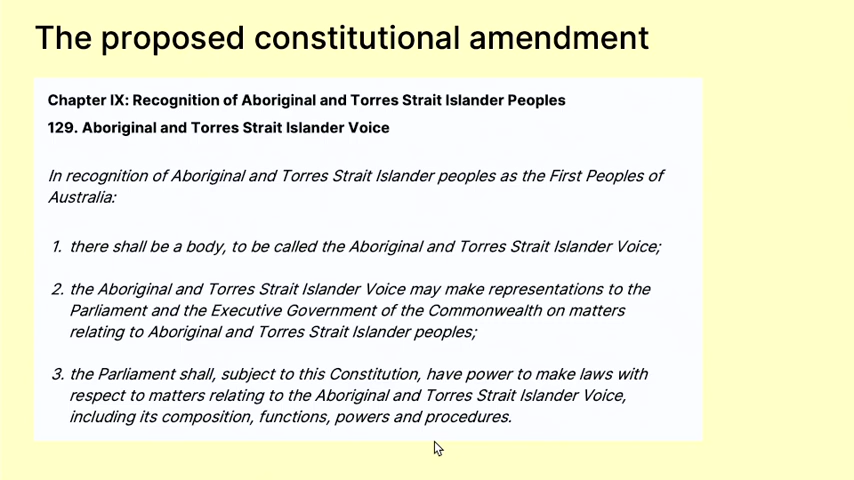 The proposed constitutional amendment
Chapter IX: Recognition of Aboriginal and Torres Strait Islander Peoples
129. Aboriginal and Torres Strait Islander Voice
In recognition of Aboriginal and Torres Strait Islander peoples as the First Peoples of
Australia:
1. there shall be a body, to be called the Aboriginal and Torres Strait Islander Voice;
2. the Aboriginal and Torres Strait Islander Voice may make representations to the
Parliament and the Executive Government of the Commonwealth on matters
relating to Aboriginal and Torres Strait Islander peoples;
3. the Parliament shall, subject to this Constitution, have power to make laws with
respect to matters relating to the Aboriginal and Torres Strait Islander Voice,
including its composition, functions, powers and procedures.